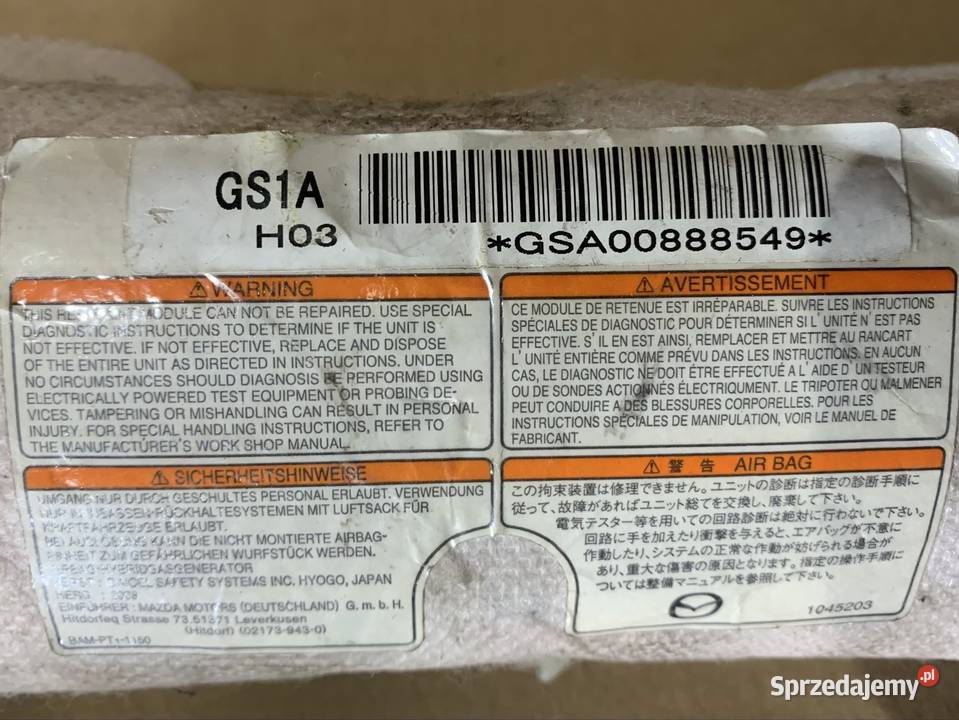 GS1A
H03
*GSA00888549*
WARNING
THIS MODULE CAN NOT BE REPAIRED. USE SPECIAL
DIAGNOSTIC INSTRUCTIONS TO DETERMINE IF THE UNIT IS
NOT EFFECTIVE. IF NOT EFFECTIVE, REPLACE AND DISPOSE
OF THE ENTIRE UNIT AS DIRECTED IN INSTRUCTIONS. UNDER
NO CIRCUMSTANCES SHOULD DIAGNOSIS BE PERFORMED USING
ELECTRICALLY POWERED TEST EQUIPMENT OR PROBING DE-
VICES. TAMPERING OR MISHANDLING CAN RESULT IN PERSONAL
INJURY. FOR SPECIAL HANDLING INSTRUCTIONS, REFER TO
THE MANUFACTURER'S WORK SHOP MANUAL.
AVERTISSEMENT
CE MODULE DE RETENUE EST IRRÉPARABLE. SUIVRE LES INSTRUCTIONS
SPÉCIALES DE DIAGNOSTIC POUR DÉTERMINER SI L'UNITÉ N'EST PAS
EFFECTIVE. S'IL EN EST AINSI, REMPLACER ET METTRE AU RANCART
L'UNITÉ ENTIÈRE COMME PRÉVU DANS LES INSTRUCTIONS. EN AUCUN
CAS, LE DIAGNOSTIC NE DOIT ÊTRE EFFECTUÉ A L'AIDE D'UN TESTEUR
OU DE SONDES ACTIONNÉS ÉLECTRIQUMENT. LE TRIPOTER OU MALMENER
PEUT CONDUIRE A DES BLESSURES CORPORELLES. POUR LES
INSTRUCTIONS SPÉCIALES DE MANIPULATION, VOIR LE MANUEL DE
FABRICANT.
SICHERHEITSHINWEISE
UMGANG NUR DURCH GESCHULTES PERSONAL ERLAUBT. VERWENDUNG
NUR IN INSASSEN-RÜCKHALTESYSTEMEN MIT LUFTSACK FÜR
KRAFTFAHRZEUGE ERLAUBT.
BEI AUSLÖSUNG KANN DIE NICHT MONTIERTE AIRBAG-
EINHEIT ZUM GEFÄHRLICHEN WURFSTÜCK WERDEN.
AIRBAG/HYBRIDGASGENERATOR
DAICEL SAFETY SYSTEMS INC. HYOGO, JAPAN
EINFÜHRER : MAZDA MOTORS (DEUTSCHLAND) G. m. b. H.
Hitdorfeq Strasse 73.51371 Leverkusen
(Hitdorf) (02173-943-0)
BAM-PT1-1150
警 告 AIR BAG
この拘束装置は修理できません。ユニットの診断は指定の診断手順に
従って、故障があればユニット総てを交換し、廃棄して下さい。
電気テスター等を用いての回路診断は絶対に行わないで下さい。
回路に手を加えたり衝撃を与えると、エアバッグが不意に
作動したり、システムの正常な作動が妨げられる場合が
あり、重大な傷害の原因となります。指定の操作手順に
ついては整備マニュアルを参照して下さい。
1045203
Sprzedajemy.pl